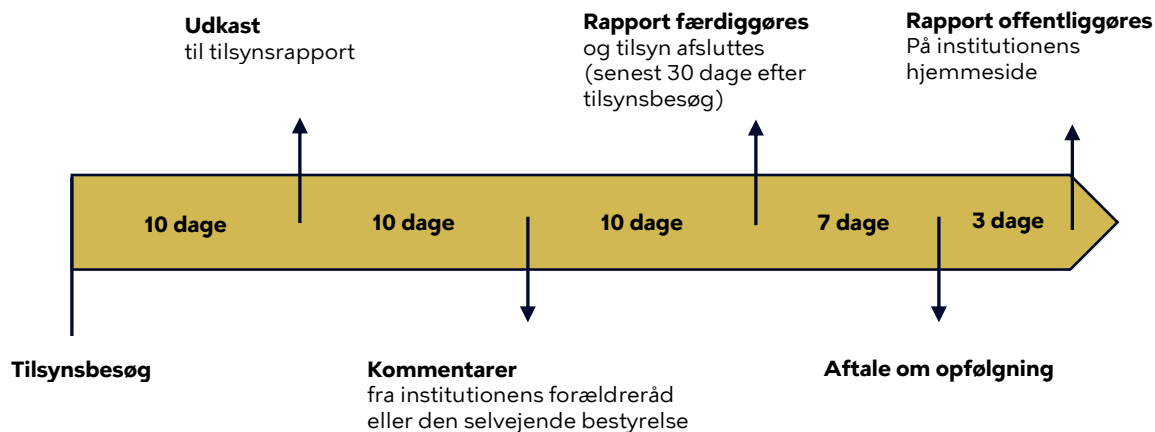 Udkast
til tilsynsrapport
Rapport færdiggøres
og tilsyn afsluttes
(senest 30 dage efter
tilsynsbesøg)
Rapport offentliggøres
På institutionens
hjemmeside
10 dage
10 dage
10 dage
7 dage
3 dage
Tilsynsbesøg
Kommentarer
fra institutionens forældreråd
eller den selvejende bestyrelse
Aftale om opfølgning